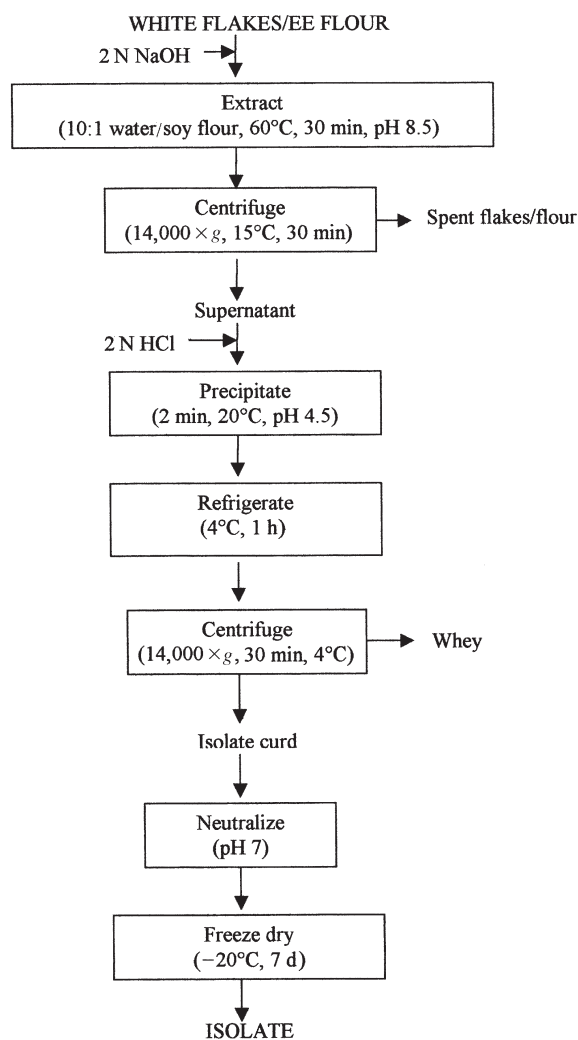 WHITE FLAKES/EE FLOUR
2 N NaOH
Extract
(10:1 water/soy flour, 60°C, 30 min, pH 8.5)
Centrifuge
(14,000 × g, 15°C, 30 min)
Spent flakes/flour
Supernatant
2 N HCl
Precipitate
(2 min, 20°C, pH 4.5)
Refrigerate
(4°C, 1 h)
Centrifuge
(14,000 × g, 30 min, 4°C)
Whey
Isolate curd
Neutralize
(pH 7)
Freeze dry
(−20°C, 7 d)
ISOLATE